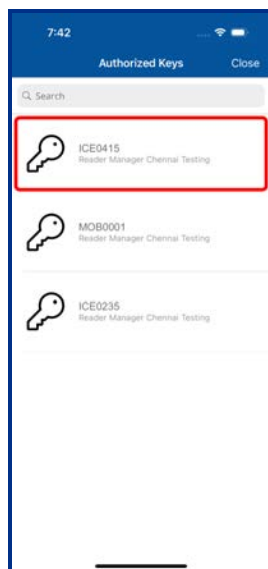 7:42
Authorized Keys
Close
Search
ICE0415
Reader Manager Chennai Testing
MOB0001
Reader Manager Chennai Testing
ICE0235
Reader Manager Chennai Testing